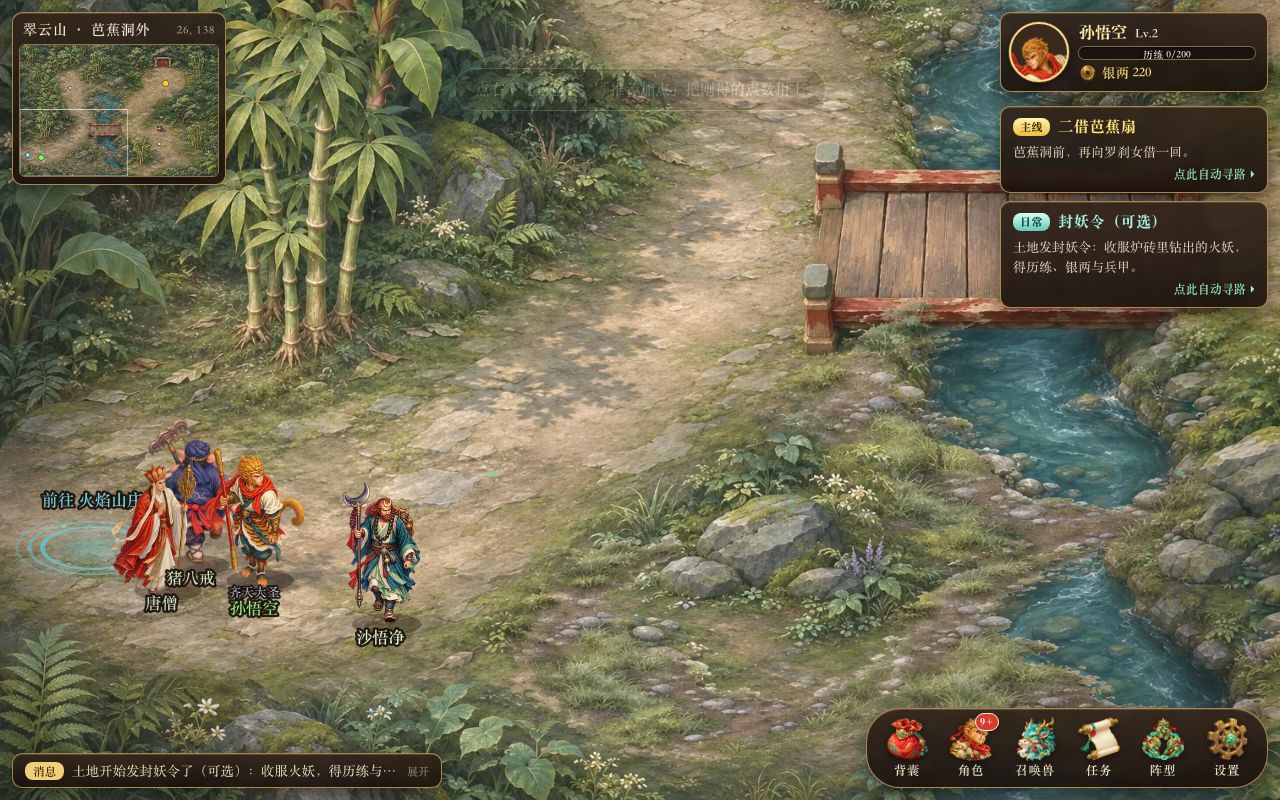 翠云山 · 芭蕉洞外 26, 138
孙悟空 Lv.2
历练 0/200
银两 220
主线 二借芭蕉扇
芭蕉洞前，再向罗刹女借一回。
点此自动寻路
日常 封妖令（可选）
土地发封妖令：收服炉砖里钻出的火妖，
得历练、银两与兵甲。
点此自动寻路
前往 火焰山庄
猪八戒
唐僧
齐天大圣
孙悟空
沙悟净
消息 土地开始发封妖令了（可选）：收服火妖，得历练与… 展开
9+
背囊 角色 召唤兽 任务 阵型 设置